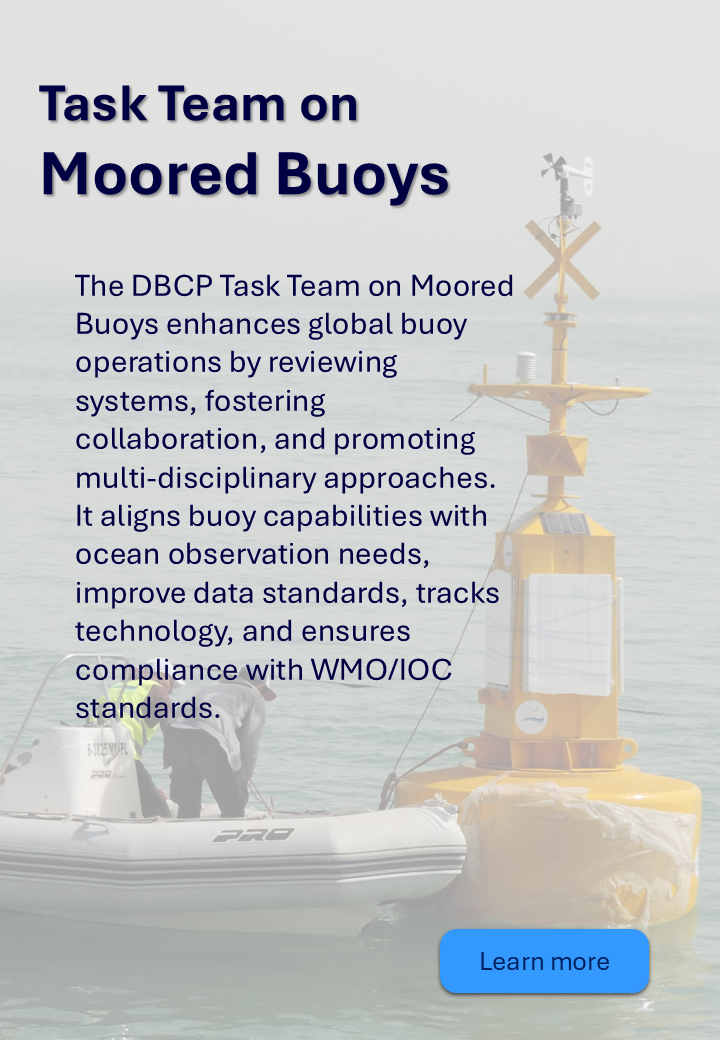 Task Team on
Moored Buoys
The DBCP Task Team on Moored
Buoys enhances global buoy
operations by reviewing
systems, fostering
collaboration, and promoting
multi-disciplinary approaches.
It aligns buoy capabilities with
ocean observation needs,
improve data standards, tracks
technology, and ensures
compliance with WMO/IOC
standards.
PRO
PRO
Learn more